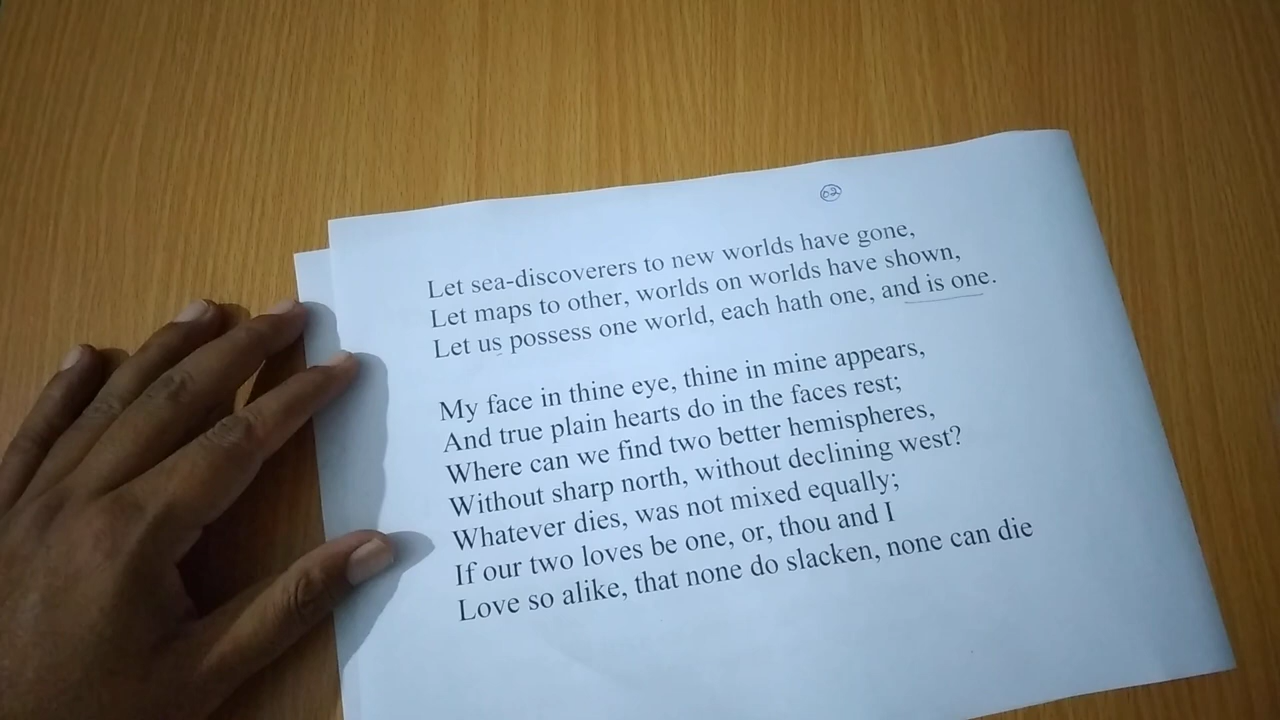 02
Let sea-discoverers to new worlds have gone,
Let maps to other, worlds on worlds have shown,
Let us possess one world, each hath one, and is one.
My face in thine eye, thine in mine appears,
And true plain hearts do in the faces rest;
Where can we find two better hemispheres,
Without sharp north, without declining west?
Whatever dies, was not mixed equally;
If our two loves be one, or, thou and I
Love so alike, that none do slacken, none can die